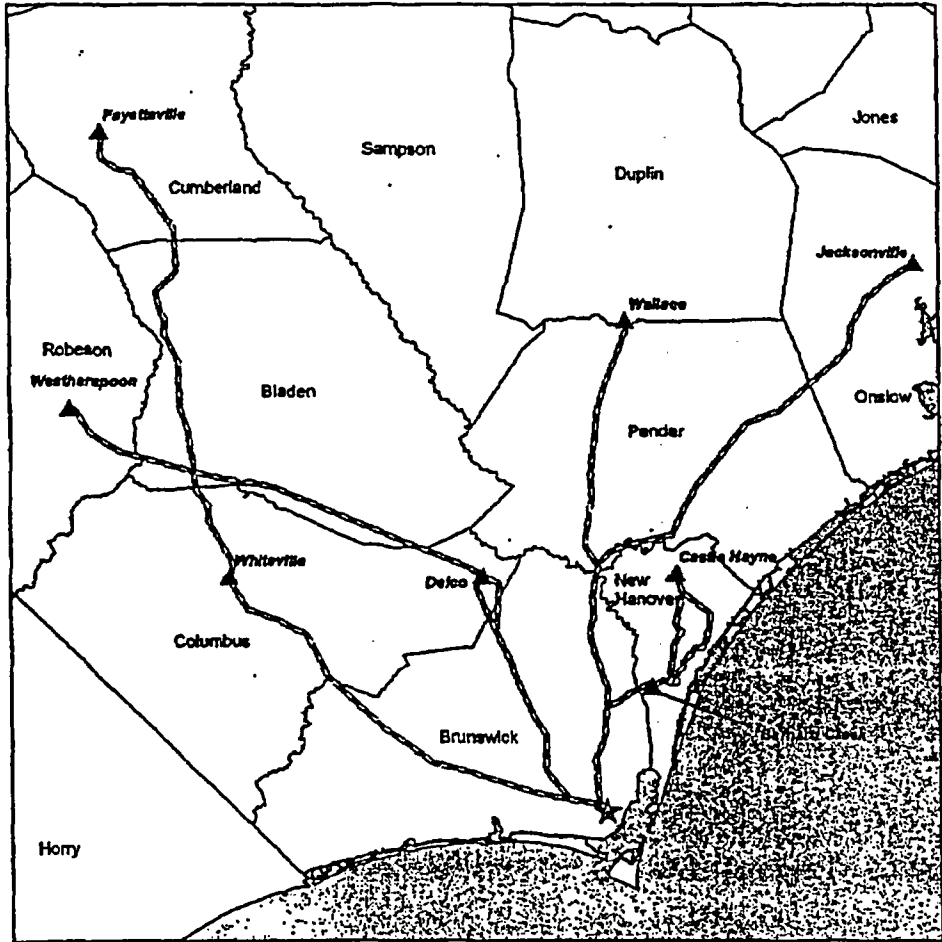 Fayetteville
Jones
Sampson
Duplin
Cumberland
Jacksonville
Wallace
Robeson
Weatherspoon
Bladen
Onslow
Pender
Whiteville
Castle Hayne
Delco
New
Hanover
Columbus
Brunswick
Horry